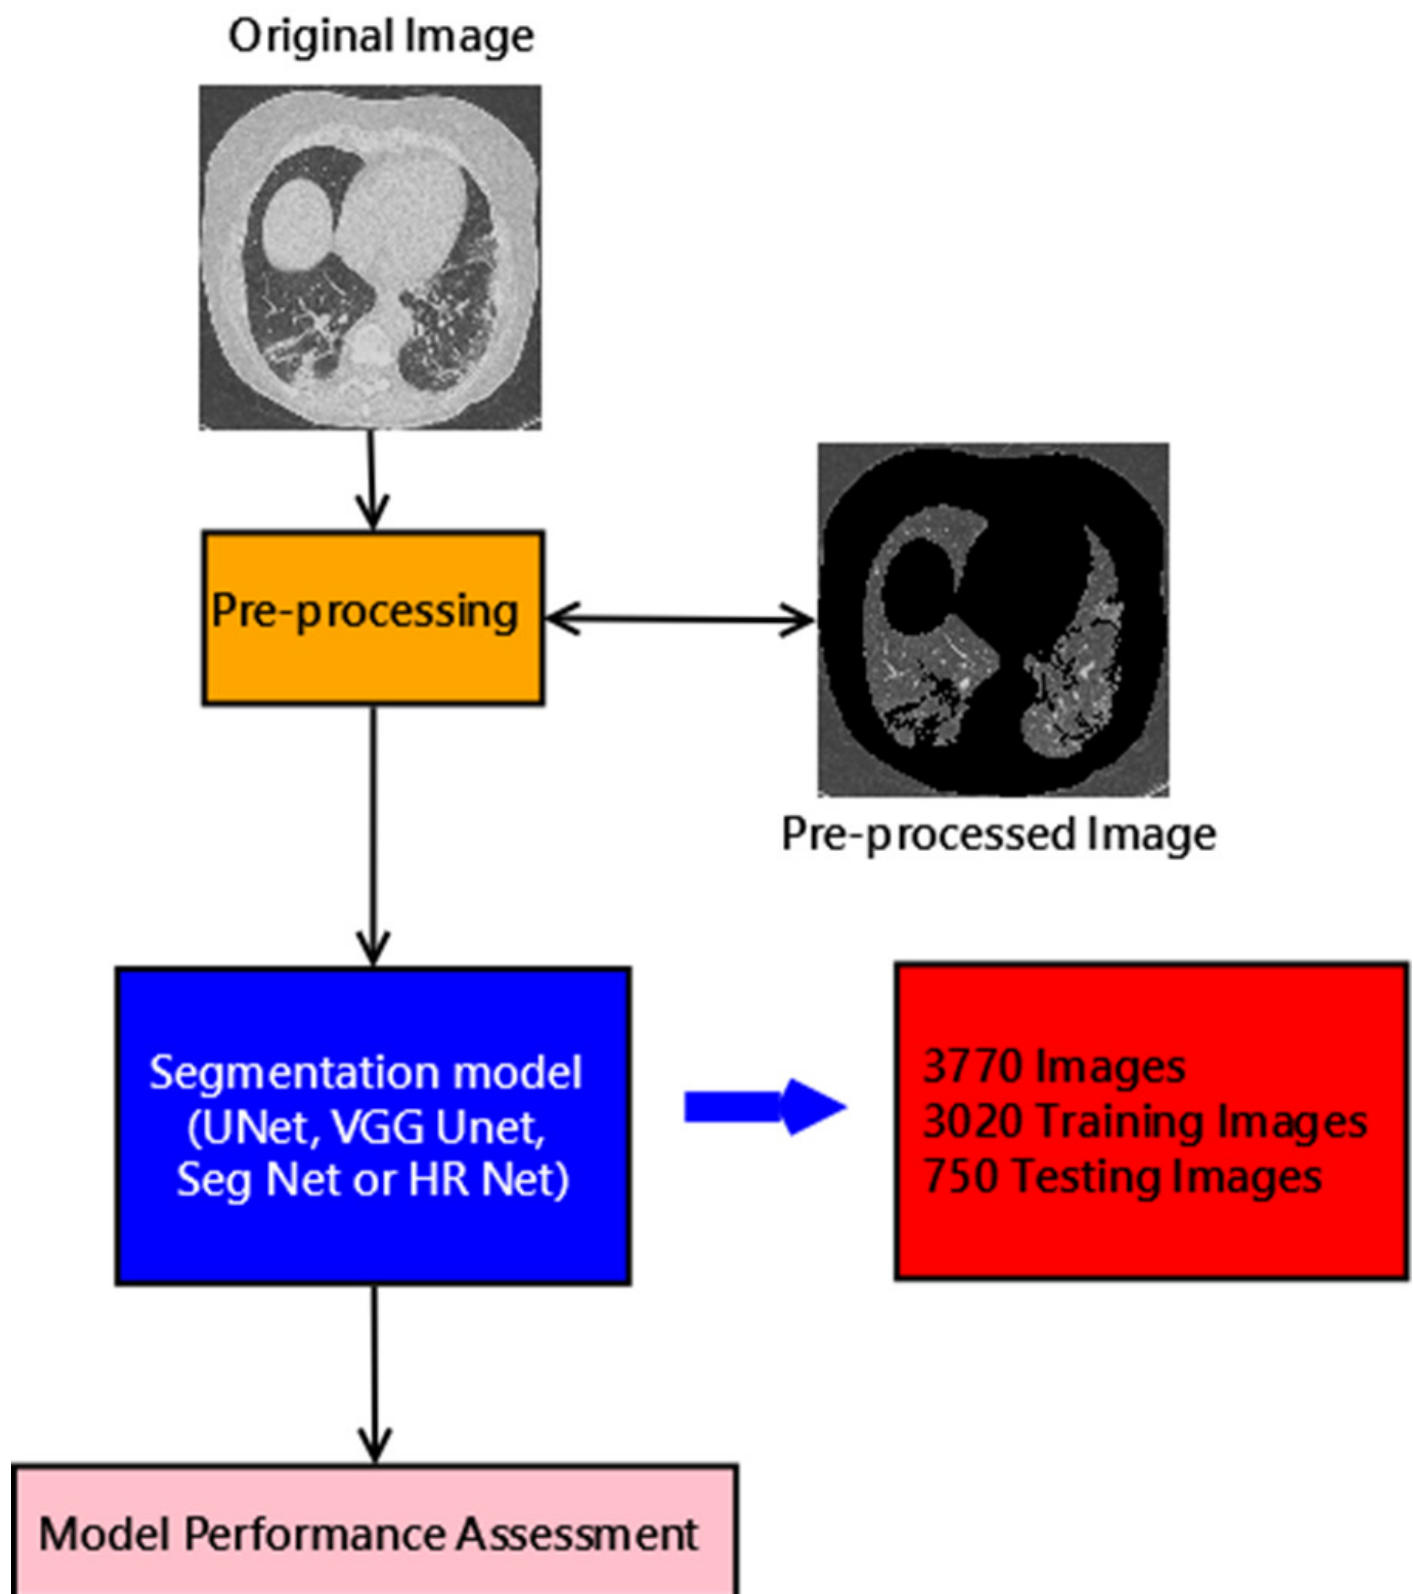 Original Image
Pre-processing
Pre-processed Image
Segmentation model
(UNet, VGG Unet,
Seg Net or HR Net)
3770 Images
3020 Training Images
750 Testing Images
Model Performance Assessment